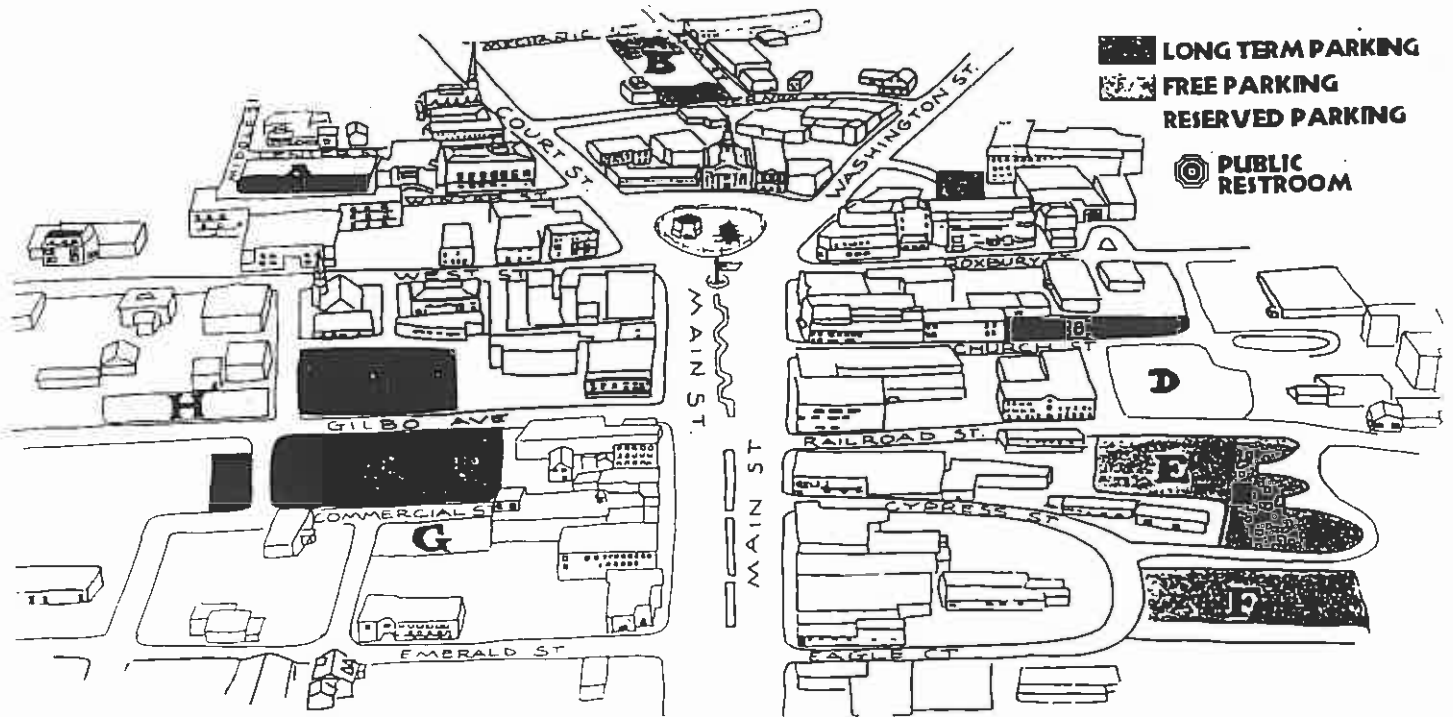 MECHANIC
B
LONG TERM PARKING
FREE PARKING
RESERVED PARKING
PUBLIC
RESTROOM
WASHINGTON ST.
COURT ST.
WEST ST
ROXBURY
MAIN ST.
CHURCH ST
D
H
GILBO AVE
RAILROAD ST.
E
MAIN ST
COMMERCIAL ST
CYPRESS ST
G
F
EMERALD ST
EAGLE CT